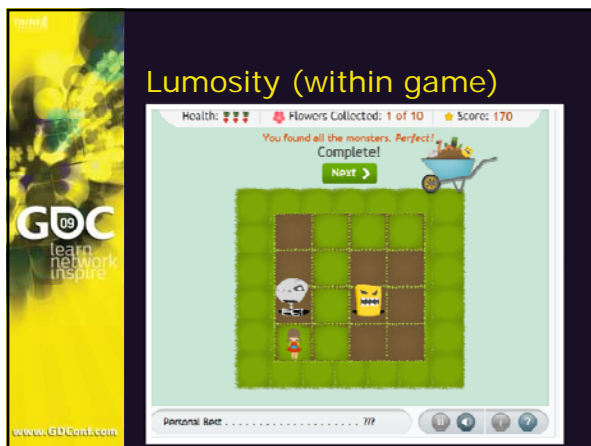 THINK
GDC
09
learn
network
inspire
www.GDConf.com
Lumosity (within game)
Health:
Flowers Collected: 1 of 10
Score: 170
You found all the monsters. Perfect!
Complete!
Next
Personal Best . . . . . . . . . . . . . . . . . . . . ???